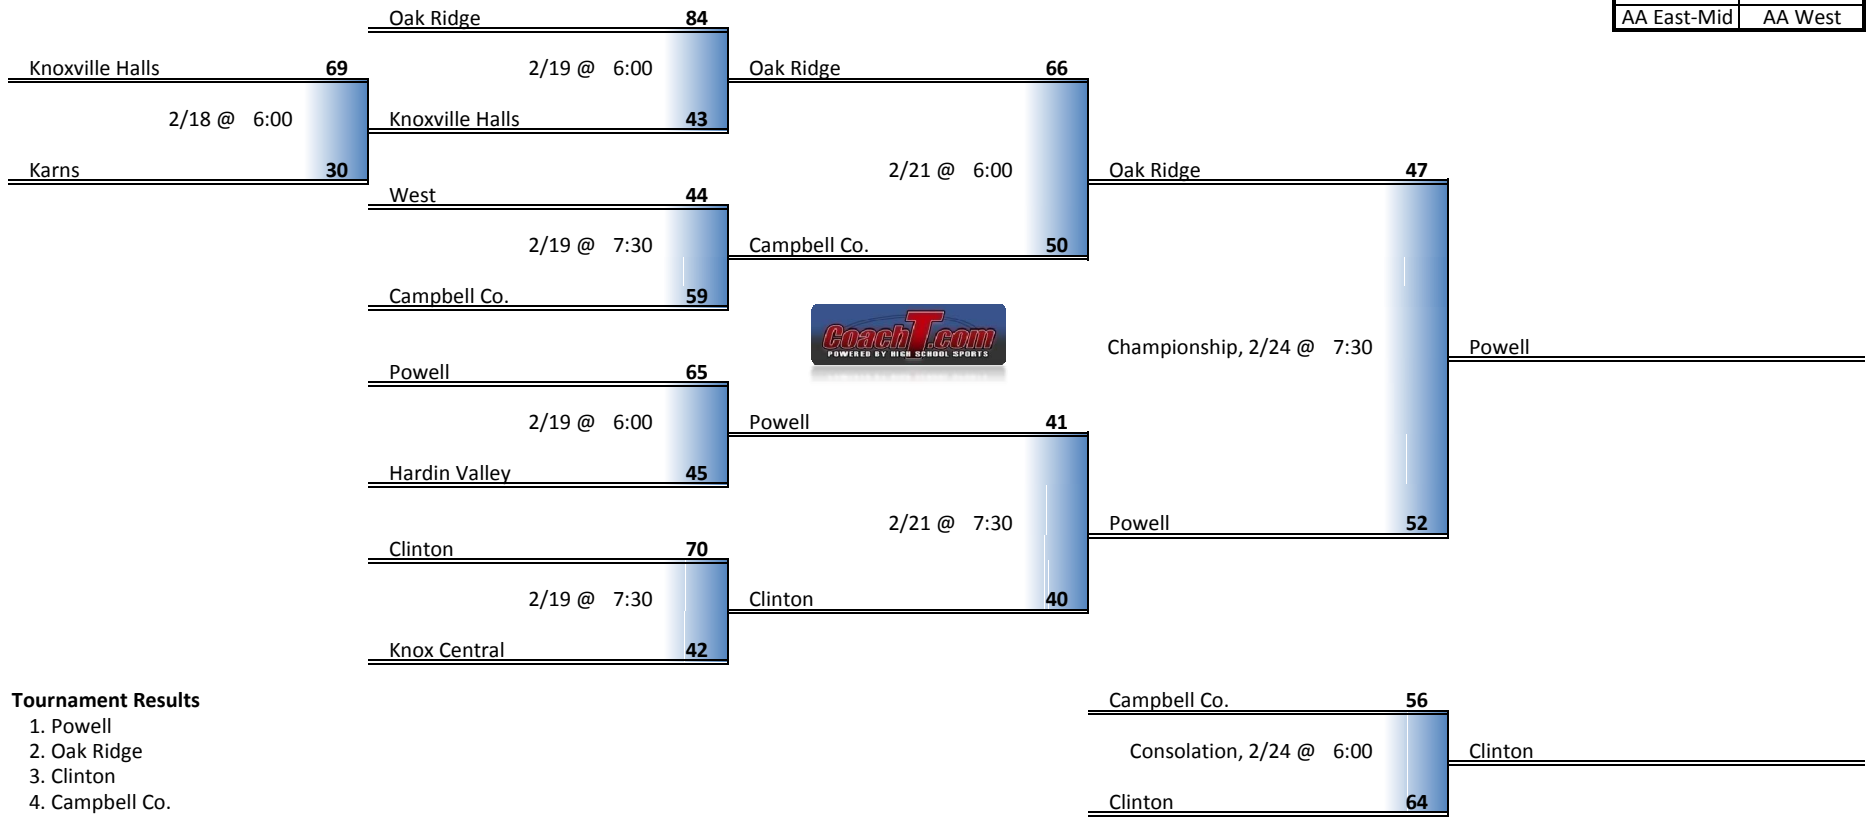 AA East-Mid AA West
Oak Ridge 84
Knoxville Halls 69
2/19 @ 6:00
Oak Ridge 66
2/18 @ 6:00
Knoxville Halls 43
Karns 30
2/21 @ 6:00
Oak Ridge 47
West 44
2/19 @ 7:30
Campbell Co. 50
Campbell Co. 59
CoachT.com
POWERED BY HIGH SCHOOL SPORTS
Championship, 2/24 @ 7:30
Powell
Powell 65
2/19 @ 6:00
Powell 41
Hardin Valley 45
2/21 @ 7:30
Powell 52
Clinton 70
2/19 @ 7:30
Clinton 40
Knox Central 42
Tournament Results
1. Powell
2. Oak Ridge
3. Clinton
4. Campbell Co.
Campbell Co. 56
Consolation, 2/24 @ 6:00
Clinton
Clinton 64